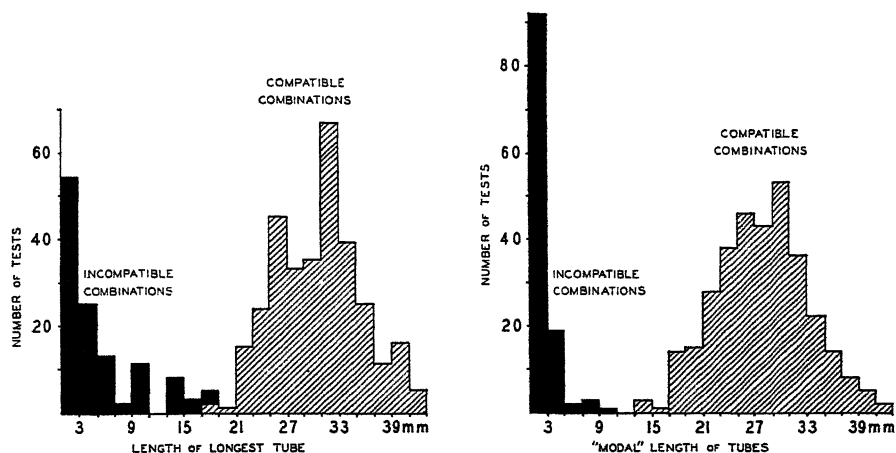 COMPATIBLE
COMBINATIONS
60
40
20
NUMBER OF TESTS
INCOMPATIBLE
COMBINATIONS
3 9 15 21 27 33 39mm
LENGTH OF LONGEST TUBE
80
60
40
20
NUMBER OF TESTS
COMPATIBLE
COMBINATIONS
INCOMPATIBLE
COMBINATIONS
3 9 15 21 27 33 39mm
"MODAL" LENGTH OF TUBES